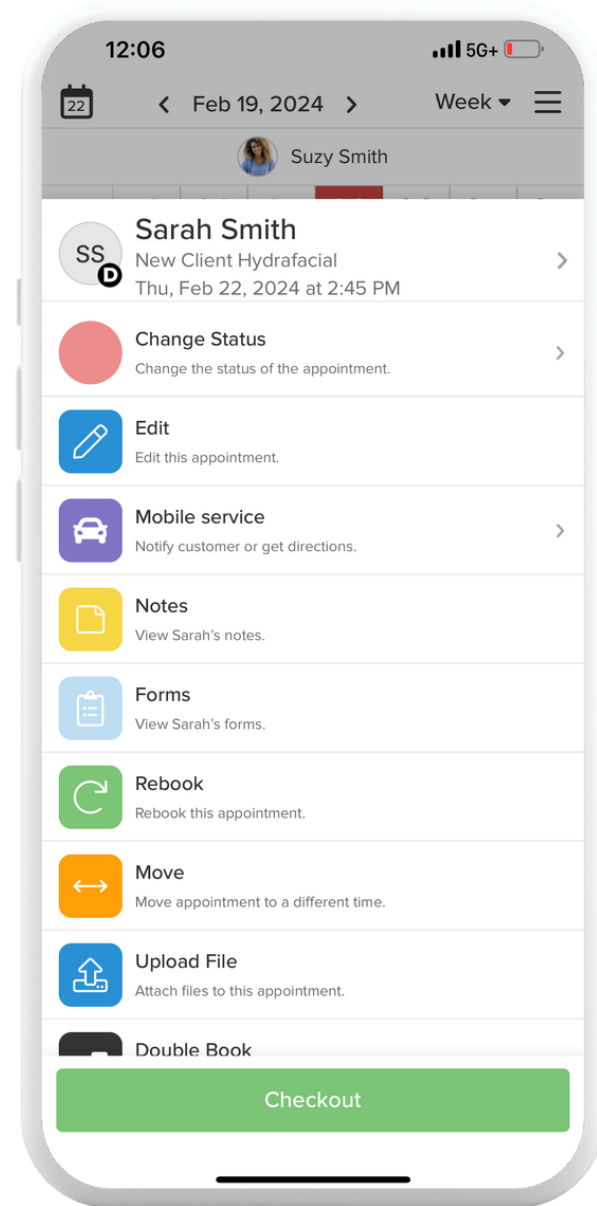 12:06
5G+
22
Feb 19, 2024
Week
Suzy Smith
SS
D
Sarah Smith
New Client Hydrafacial
Thu, Feb 22, 2024 at 2:45 PM
Change Status
Change the status of the appointment.
Edit
Edit this appointment.
Mobile service
Notify customer or get directions.
Notes
View Sarah's notes.
Forms
View Sarah's forms.
Rebook
Rebook this appointment.
Move
Move appointment to a different time.
Upload File
Attach files to this appointment.
Double Book
Checkout